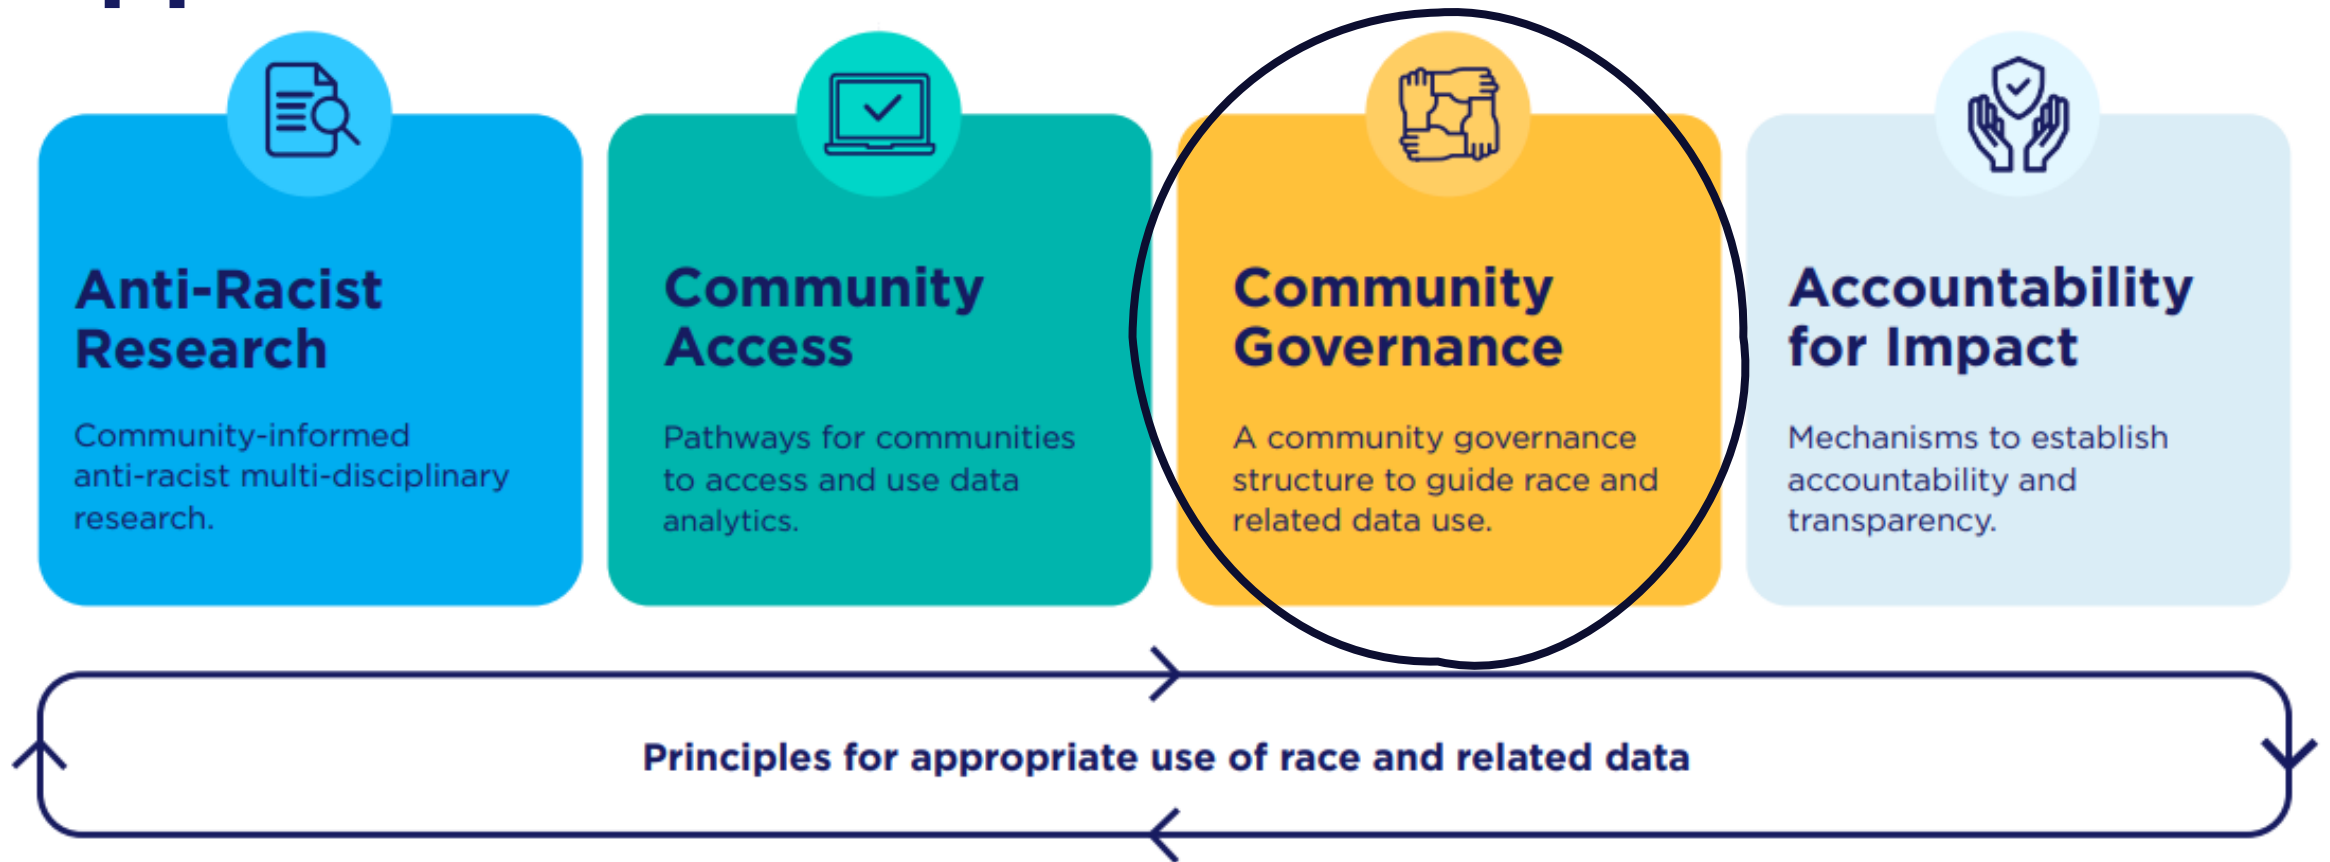 Anti-Racist
Research
Community-informed
anti-racist multi-disciplinary
research.
Community
Access
Pathways for communities
to access and use data
analytics.
Community
Governance
A community governance
structure to guide race and
related data use.
Accountability
for Impact
Mechanisms to establish
accountability and
transparency.
Principles for appropriate use of race and related data